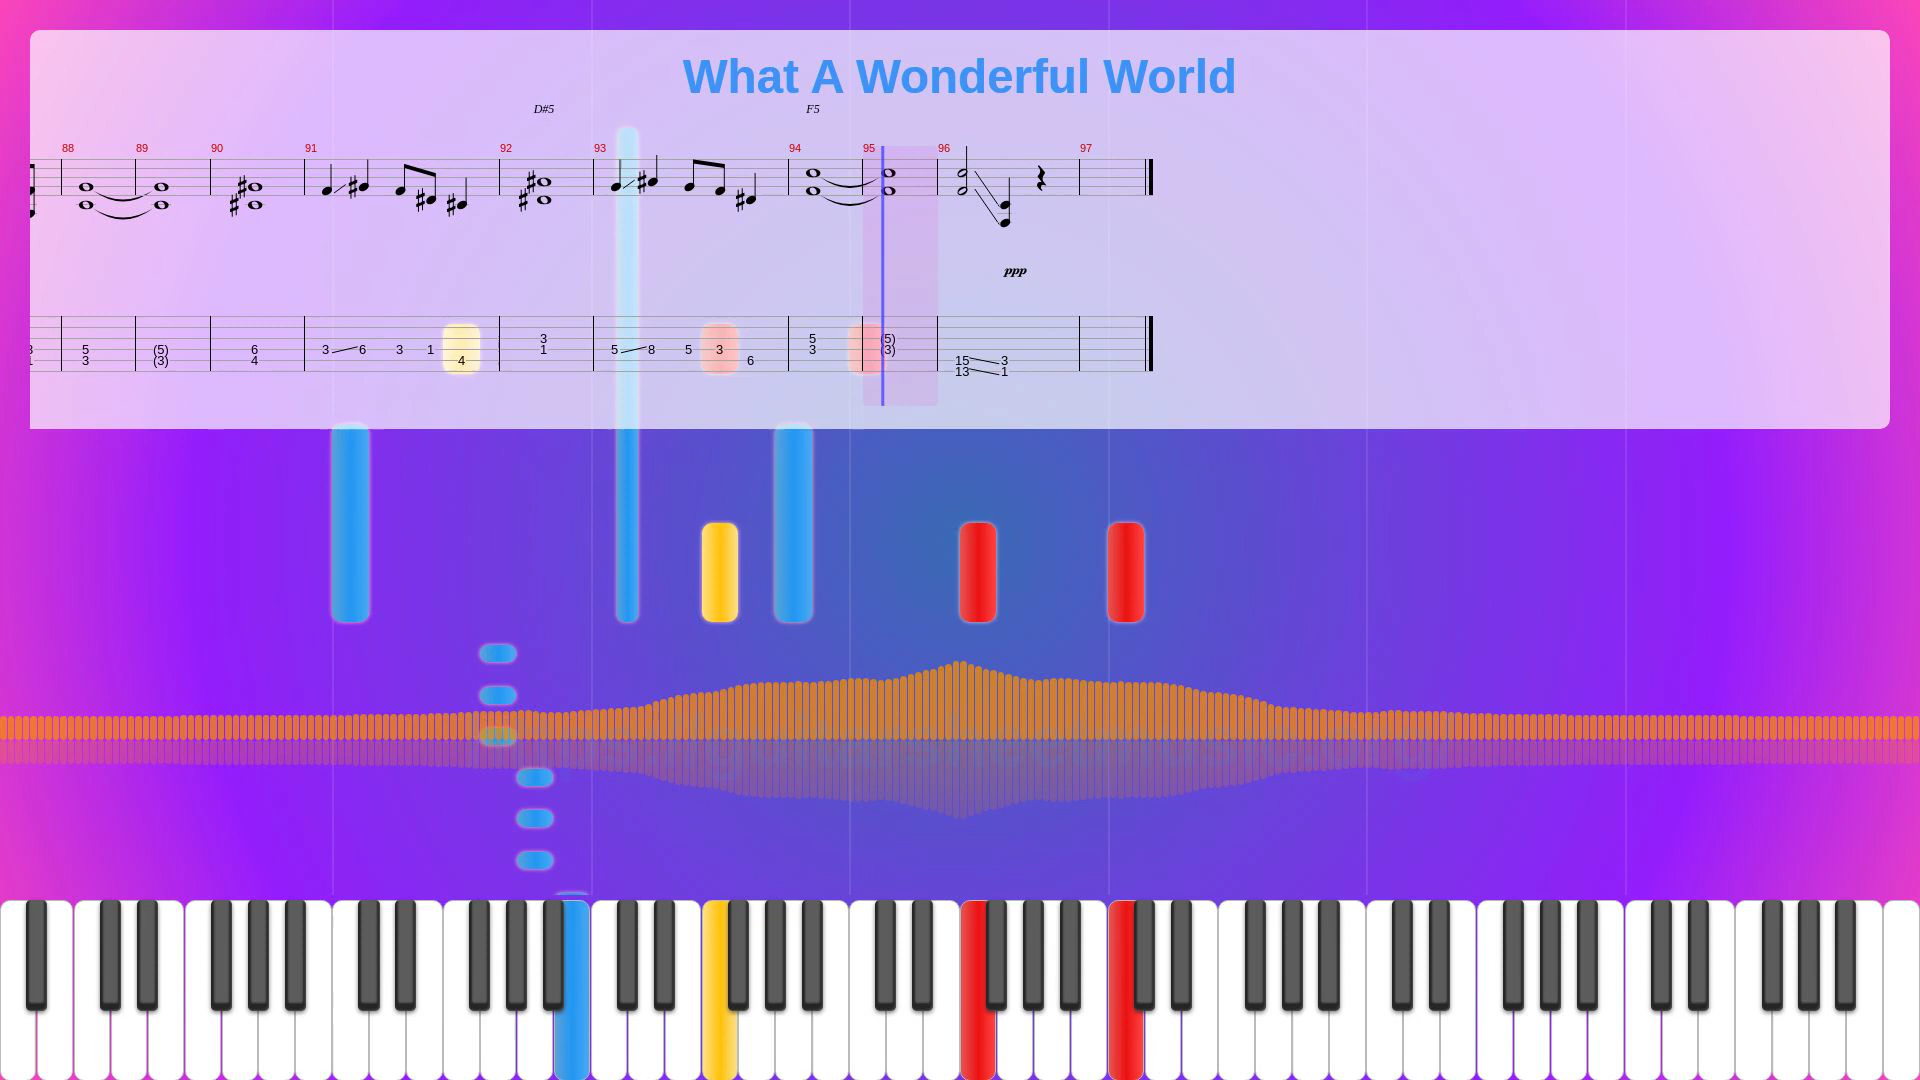 What A Wonderful World
D#5 F5
88 89 90 91 92 93 94 95 96 97
ppp
3 5
5 (5) 6 3 6 3 1 1 5 8 5 3 3 (5) (3)
3 (3) 4 4 6 15 3
13 1